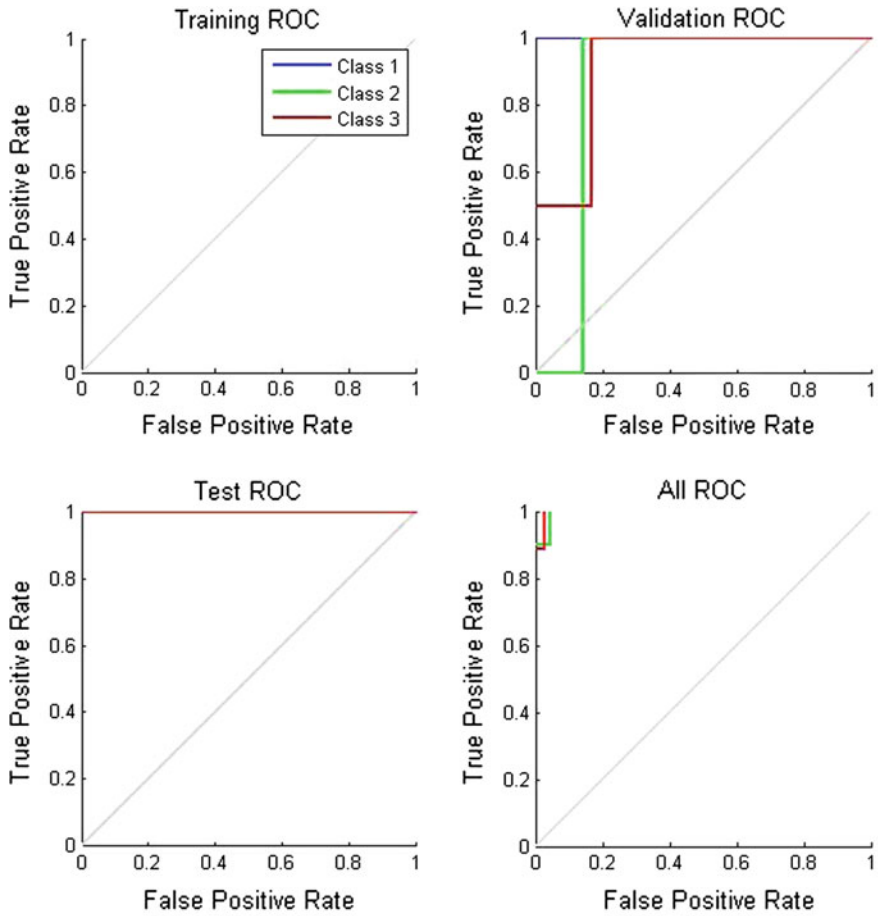 Training ROC
1
0.8
0.6
0.4
0.2
0
True Positive Rate
Class 1
Class 2
Class 3
0 0.2 0.4 0.6 0.8 1
False Positive Rate
Validation ROC
1
0.8
0.6
0.4
0.2
0
True Positive Rate
0 0.2 0.4 0.6 0.8 1
False Positive Rate
Test ROC
1
0.8
0.6
0.4
0.2
0
True Positive Rate
0 0.2 0.4 0.6 0.8 1
False Positive Rate
All ROC
1
0.8
0.6
0.4
0.2
0
True Positive Rate
0 0.2 0.4 0.6 0.8 1
False Positive Rate